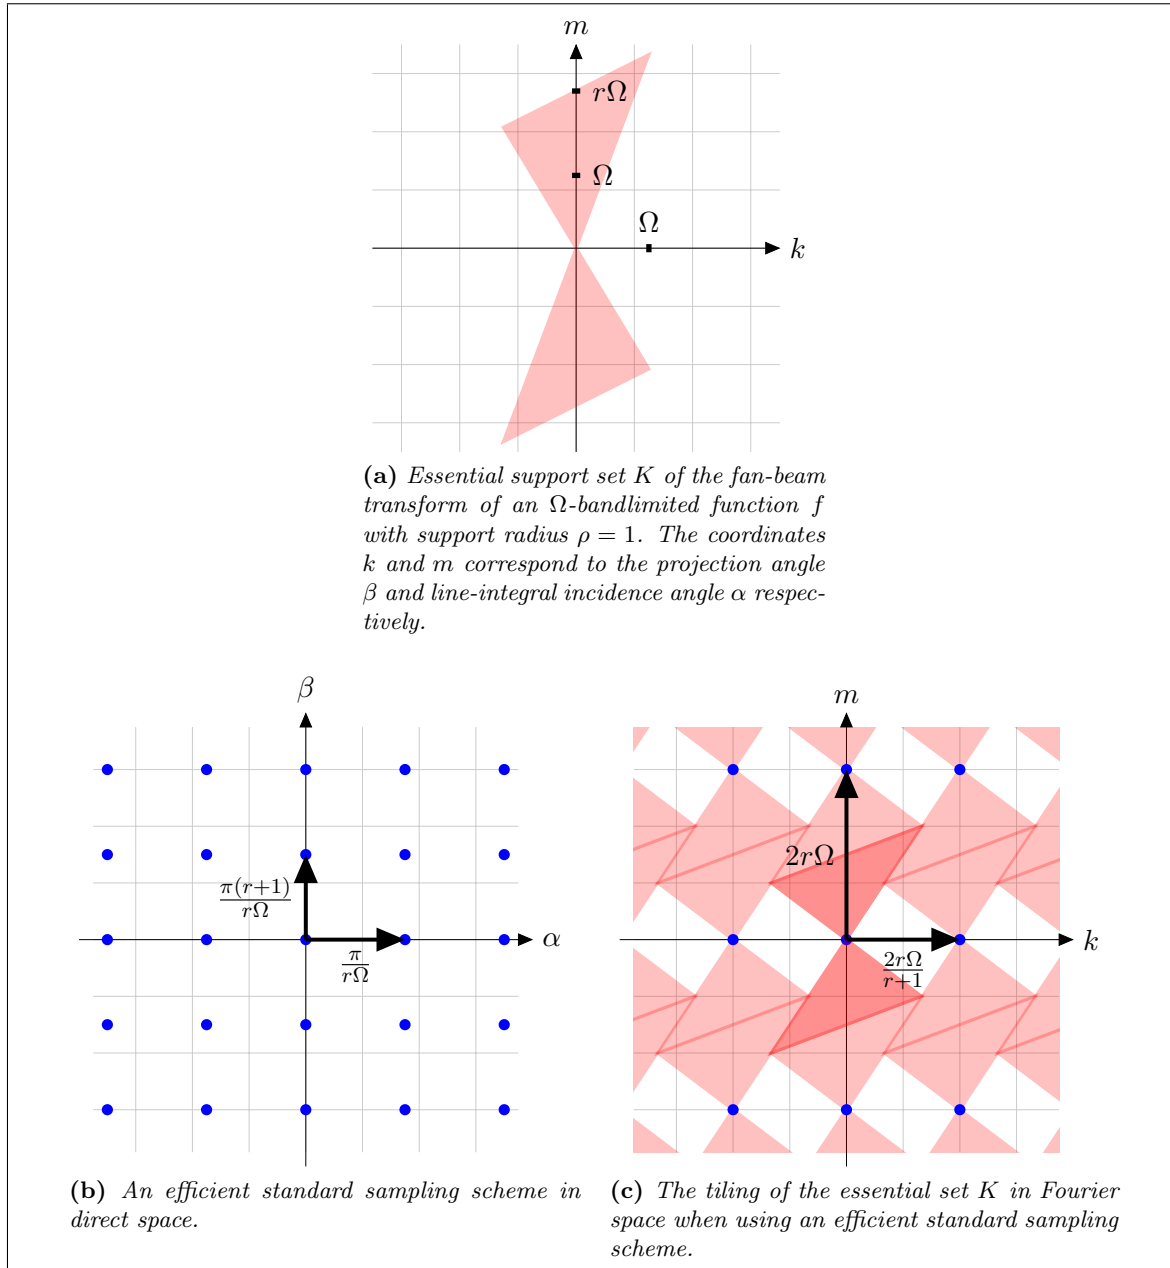 m
rΩ
Ω
Ω
k
(a) Essential support set K of the fan-beam
transform of an Ω-bandlimited function f
with support radius ρ = 1. The coordinates
k and m correspond to the projection angle
β and line-integral incidence angle α respec-
tively.
β
π(r+1)
rΩ
α
π
rΩ
(b) An efficient standard sampling scheme in
direct space.
m
2rΩ
k
2rΩ
r+1
(c) The tiling of the essential set K in Fourier
space when using an efficient standard sampling
scheme.